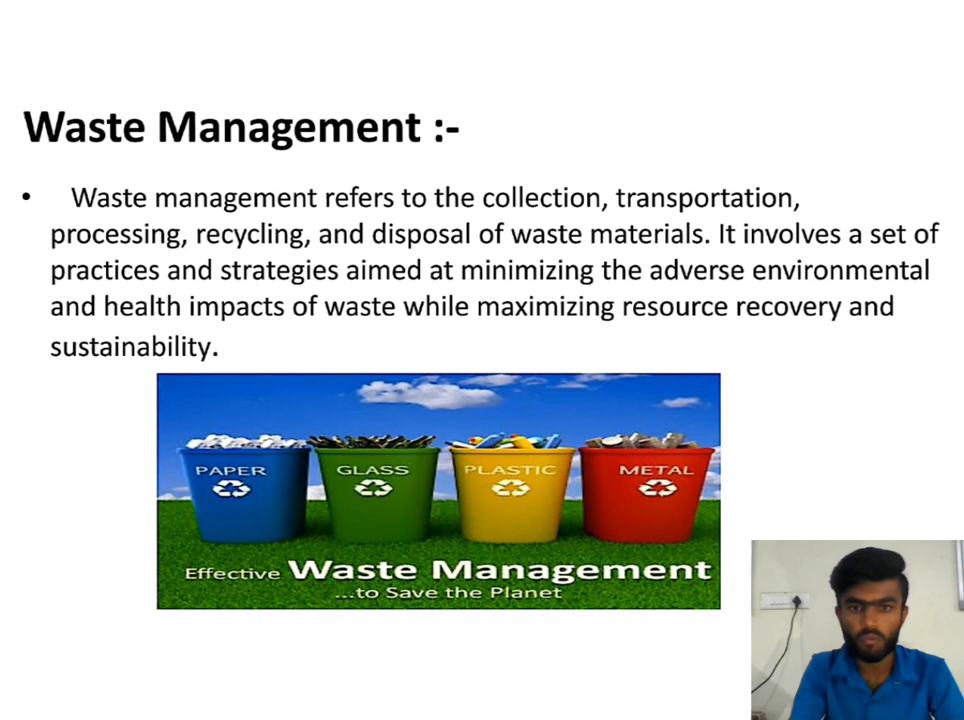 Waste Management :-
• Waste management refers to the collection, transportation,
processing, recycling, and disposal of waste materials. It involves a set of
practices and strategies aimed at minimizing the adverse environmental
and health impacts of waste while maximizing resource recovery and
sustainability.
PAPER GLASS PLASTIC METAL
Effective Waste Management
...to Save the Planet